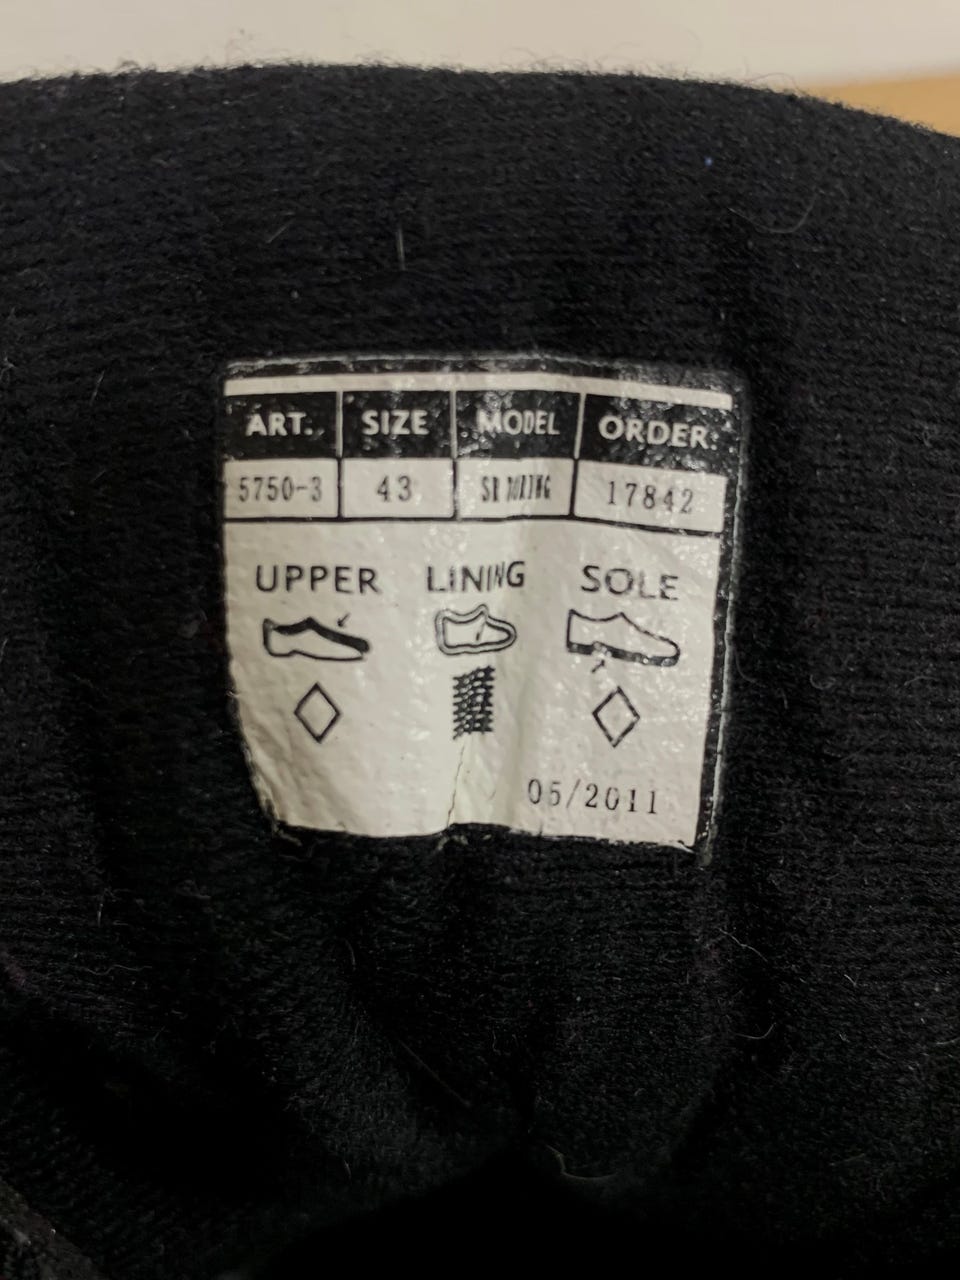 ART. SIZE MODEL ORDER
5750-3 43 17842
UPPER LINING SOLE
05/2011